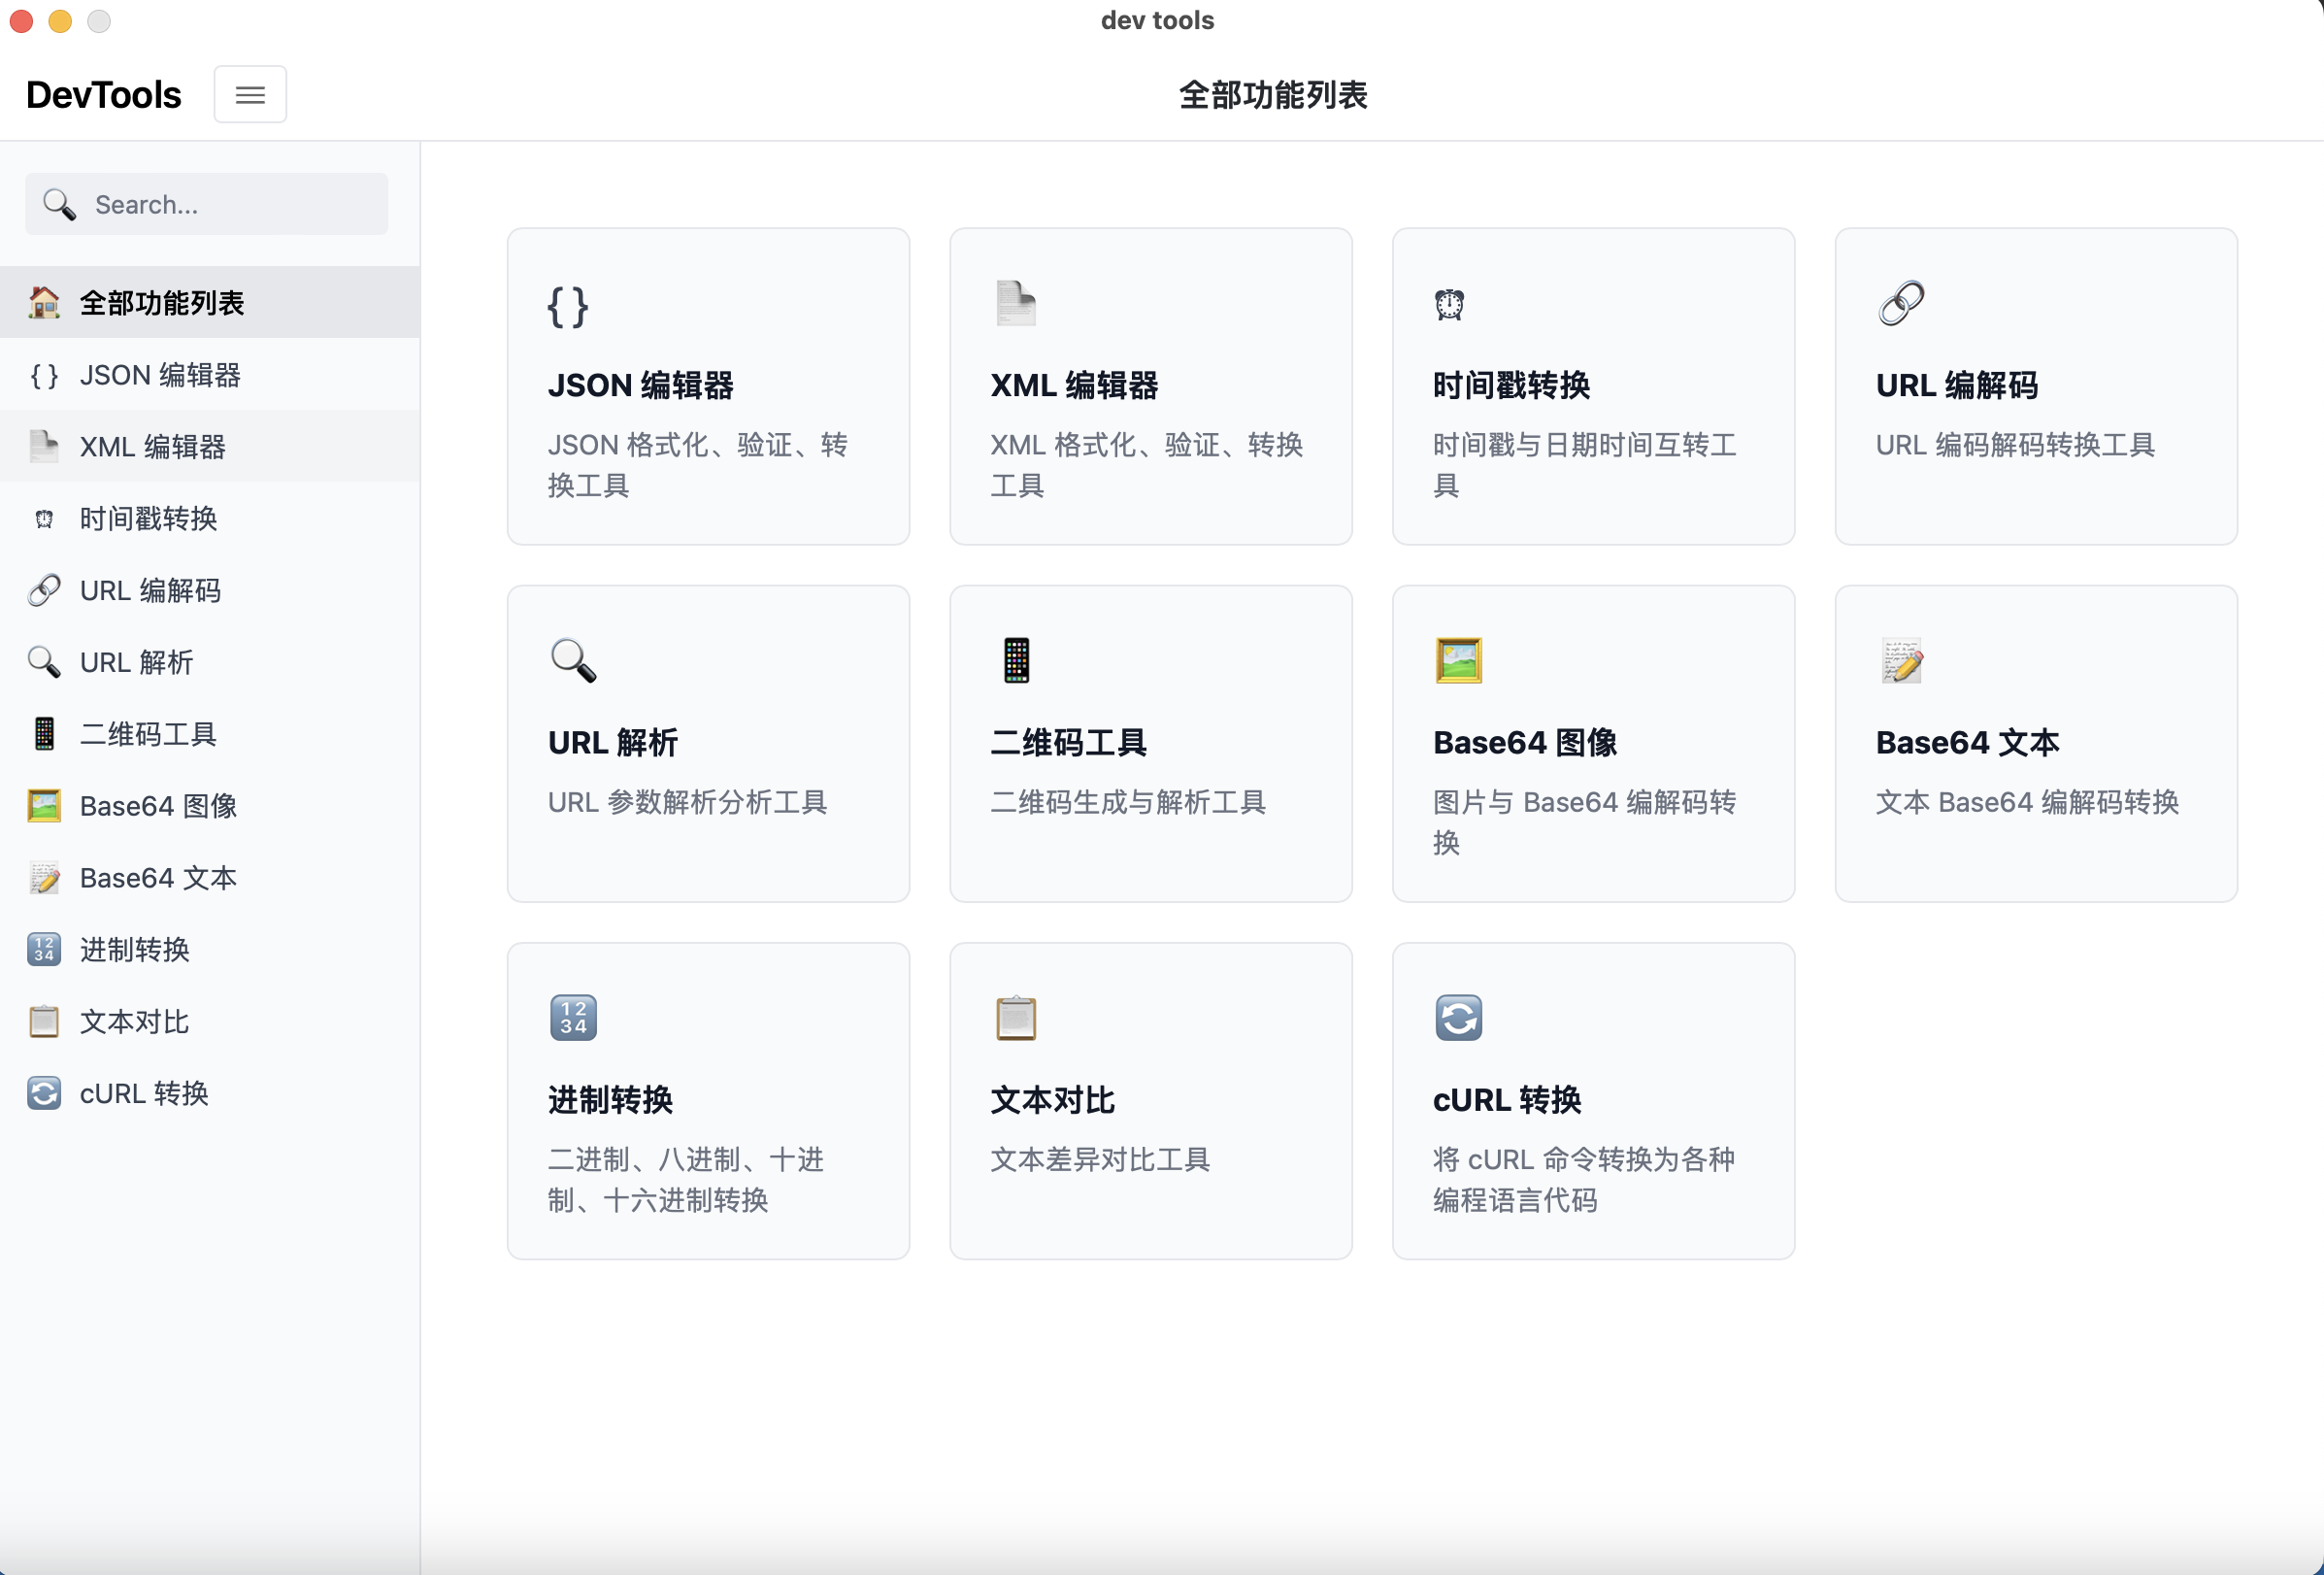 dev tools
DevTools
全部功能列表
Search...
全部功能列表
{} JSON 编辑器
XML 编辑器
时间戳转换
URL 编解码
URL 解析
二维码工具
Base64 图像
Base64 文本
1234 进制转换
文本对比
cURL 转换
{}
JSON 编辑器
JSON 格式化、验证、转
换工具
XML 编辑器
XML 格式化、验证、转换
工具
时间戳转换
时间戳与日期时间互转工
具
URL 编解码
URL 编码解码转换工具
URL 解析
URL 参数解析分析工具
二维码工具
二维码生成与解析工具
Base64 图像
图片与 Base64 编解码转
换
Base64 文本
文本 Base64 编解码转换
12
34
进制转换
二进制、八进制、十进
制、十六进制转换
文本对比
文本差异对比工具
cURL 转换
将 cURL 命令转换为各种
编程语言代码